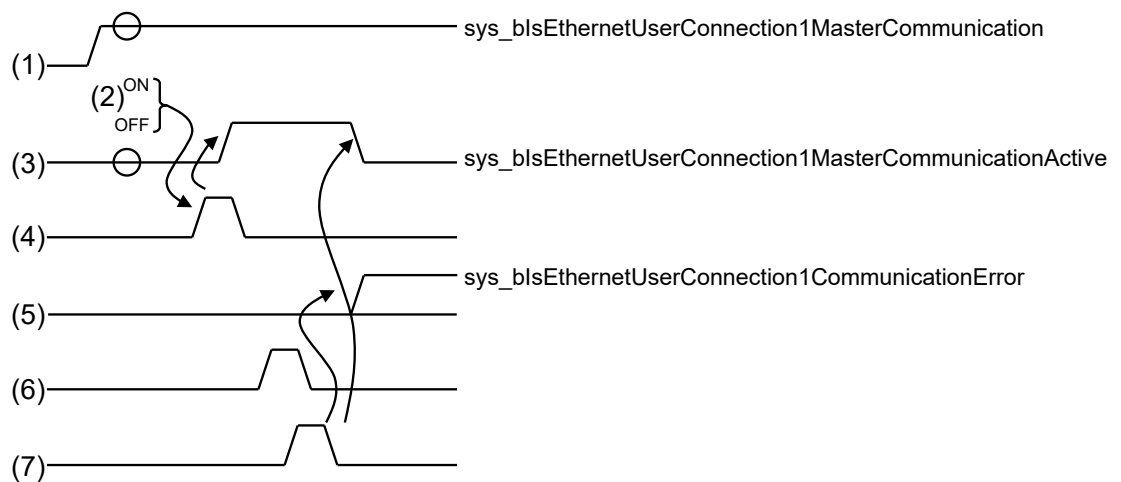 sys_bIsEthernetUserConnection1MasterCommunication
(1)
(2) ON
OFF
(3) sys_bIsEthernetUserConnection1MasterCommunicationActive
(4)
sys_bIsEthernetUserConnection1CommunicationError
(5)
(6)
(7)